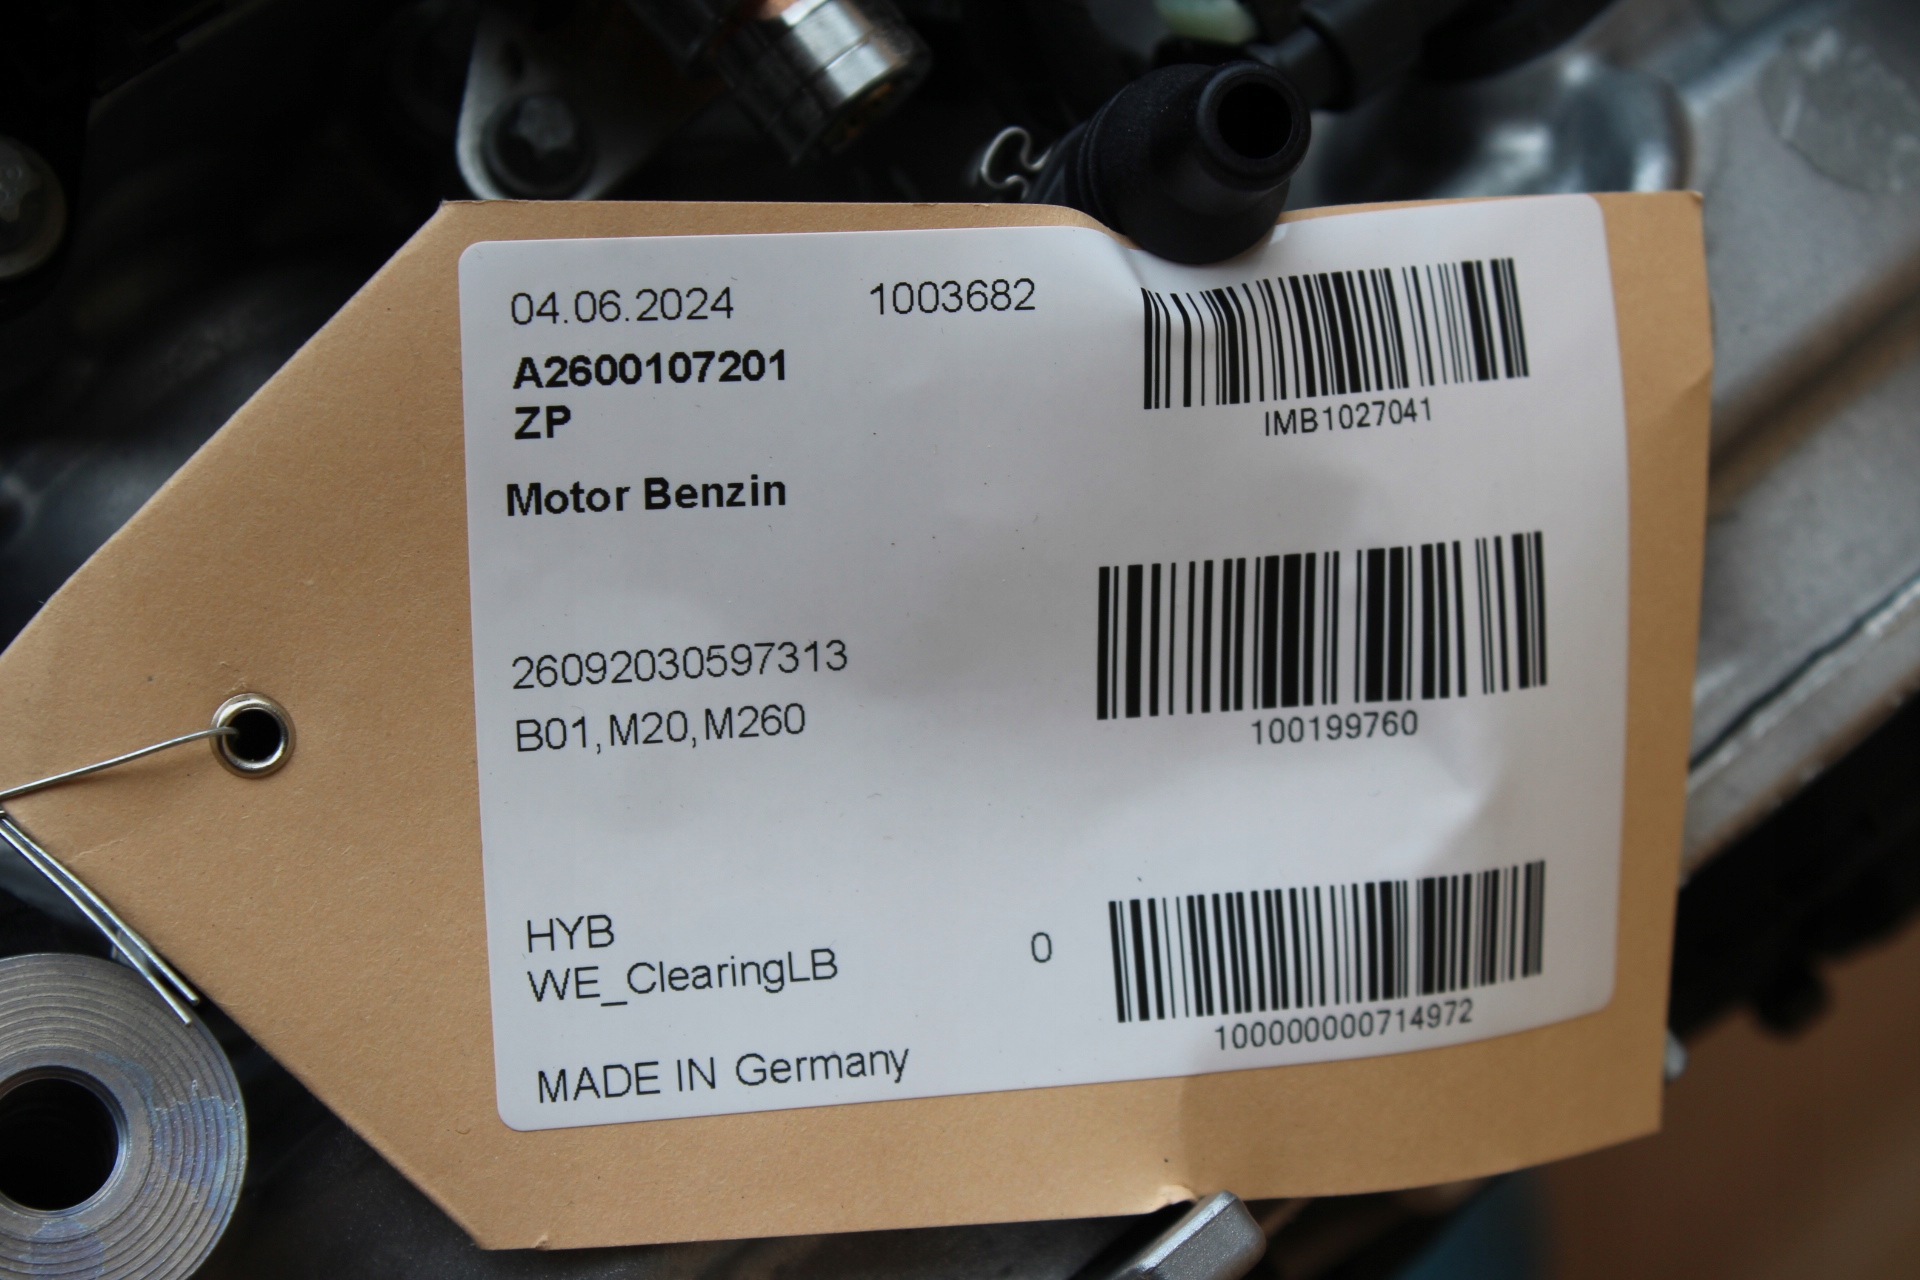 04.06.2024 1003682
A2600107201
ZP
IMB1027041
Motor Benzin
26092030597313
B01,M20,M260
100199760
HYB
WE_ClearingLB 0
100000000714972
MADE IN Germany